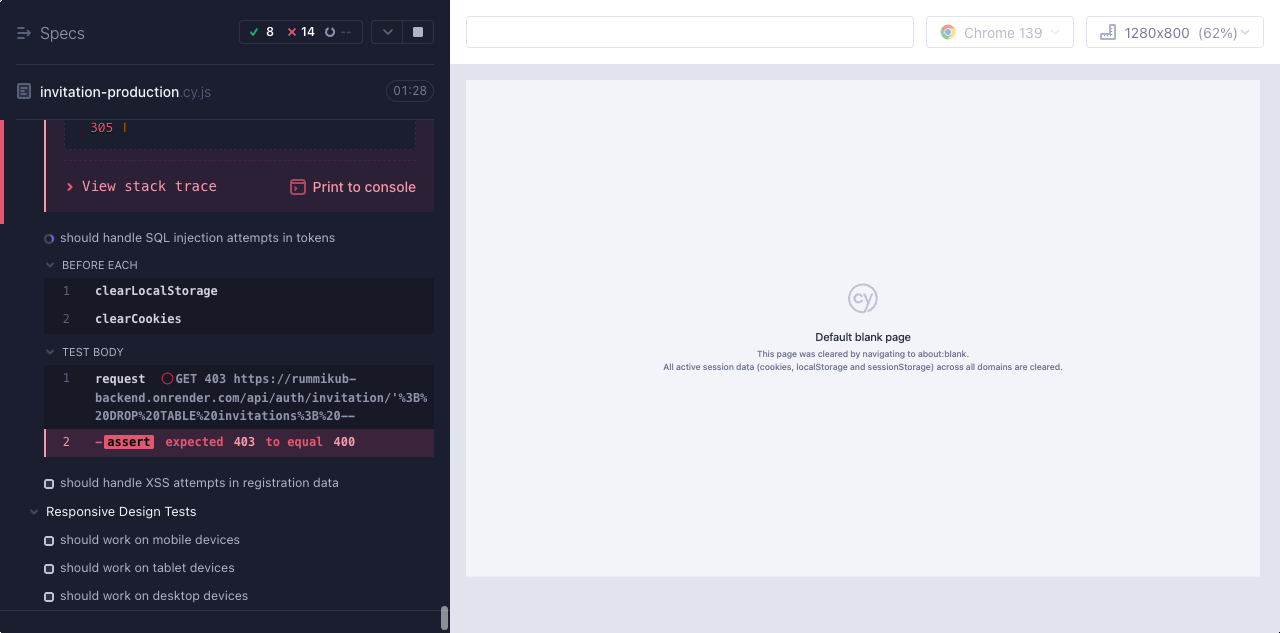 Specs
8 14 --
Chrome 139
1280x800 (62%)
invitation-production.cy.js
01:28
305 |
View stack trace
Print to console
should handle SQL injection attempts in tokens
BEFORE EACH
1 clearLocalStorage
2 clearCookies
TEST BODY
1 request GET 403 https://rummikub-
backend.onrender.com/api/auth/invitation/'%3B%
20DROP%20TABLE%20invitations%3B%20--
2 -assert expected 403 to equal 400
should handle XSS attempts in registration data
Responsive Design Tests
should work on mobile devices
should work on tablet devices
should work on desktop devices
cy
Default blank page
This page was cleared by navigating to about:blank.
All active session data (cookies, localStorage and sessionStorage) across all domains are cleared.